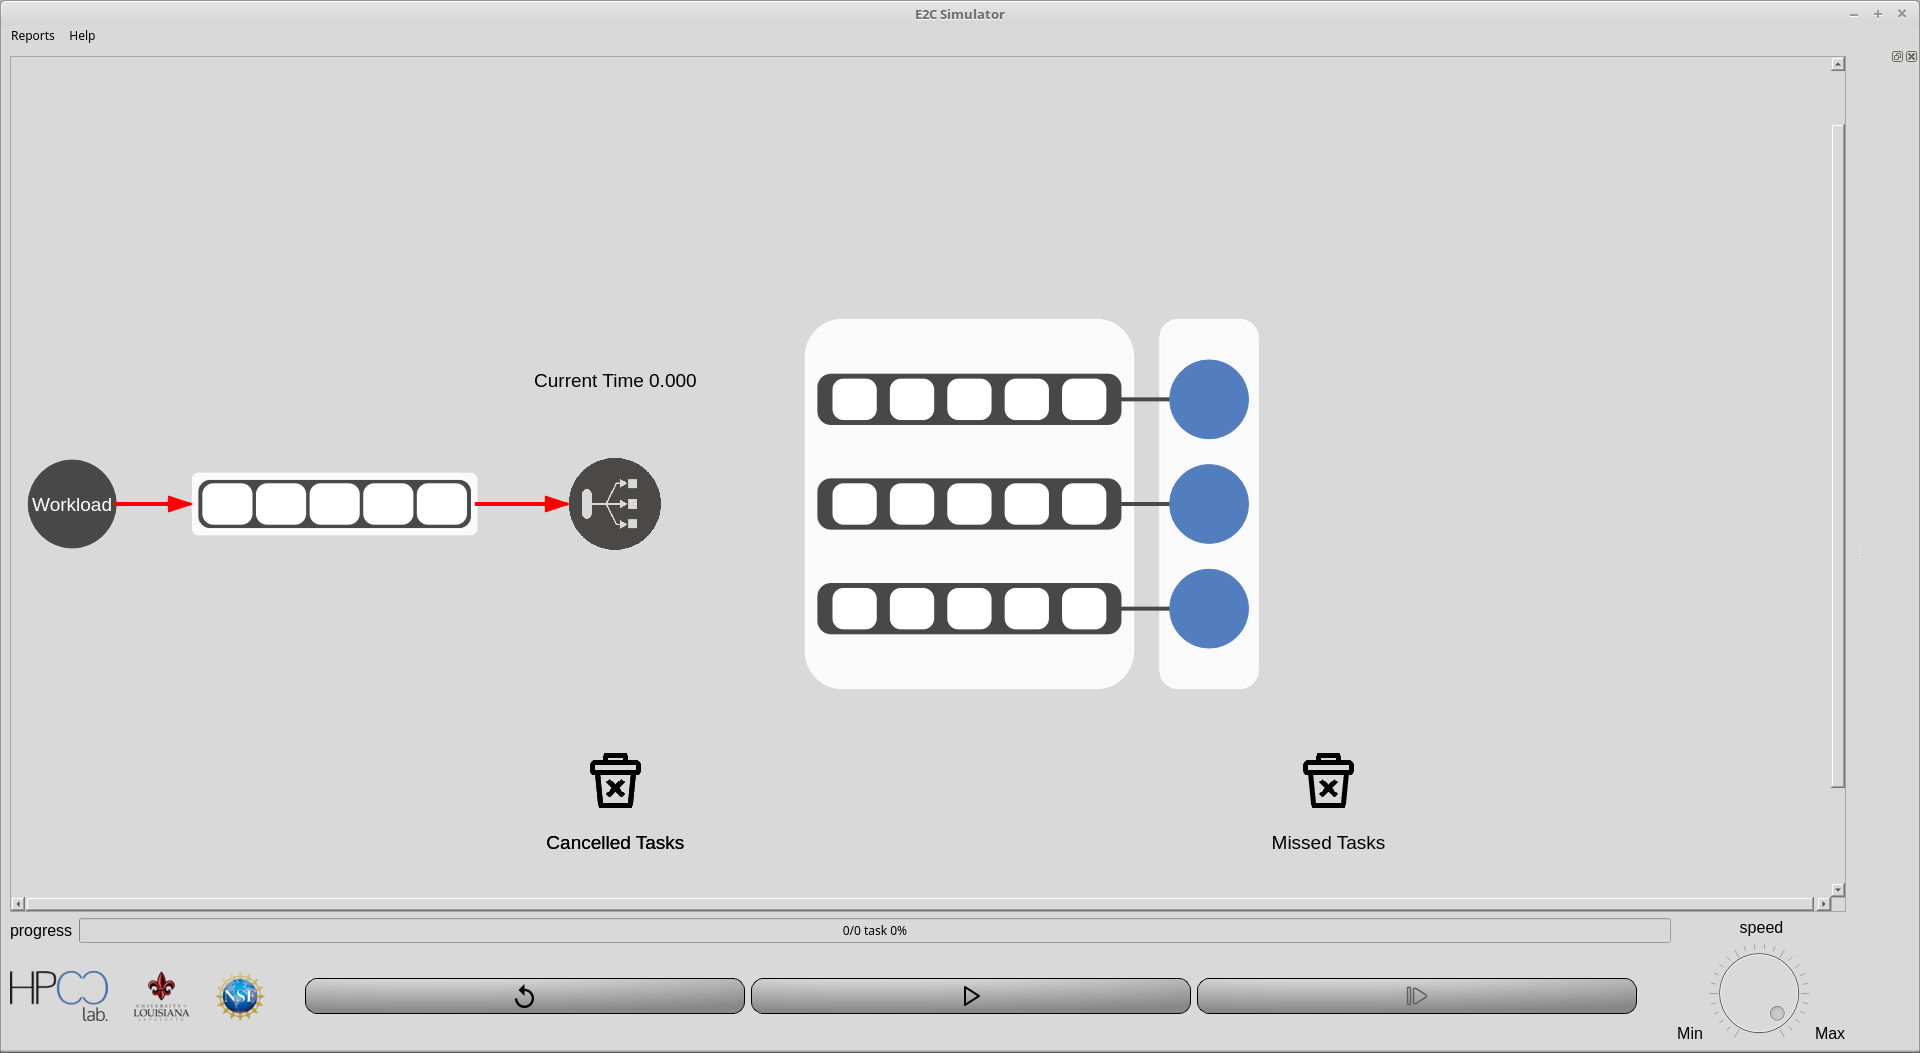 E2C Simulator
Reports Help
Current Time 0.000
Workload
Cancelled Tasks
Missed Tasks
progress
0/0 task 0%
speed
HPCC
lab.
UNIVERSITY of
LOUISIANA
LAFAYETTE
NSF
Min
Max